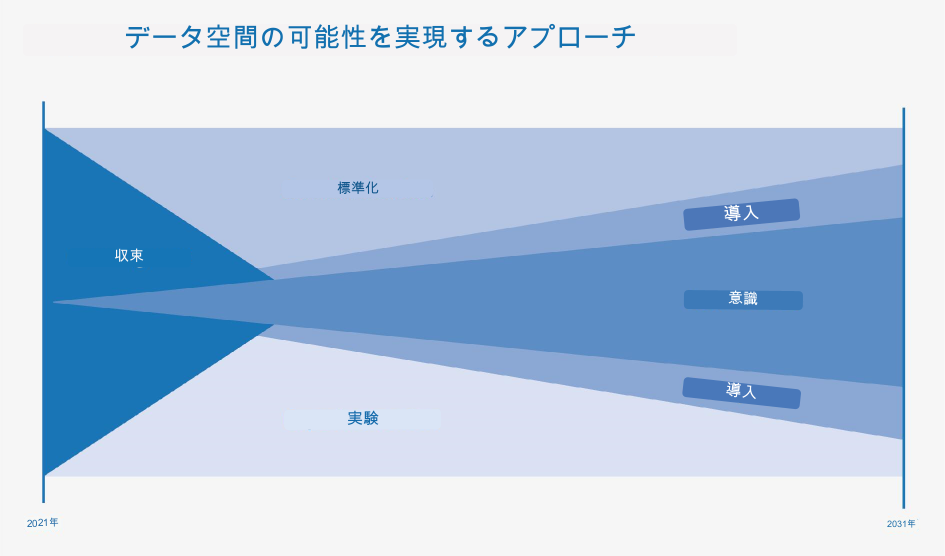 データ空間の可能性を実現するアプローチ
標準化
導入
収束
意識
導入
実験
2021年
2031年